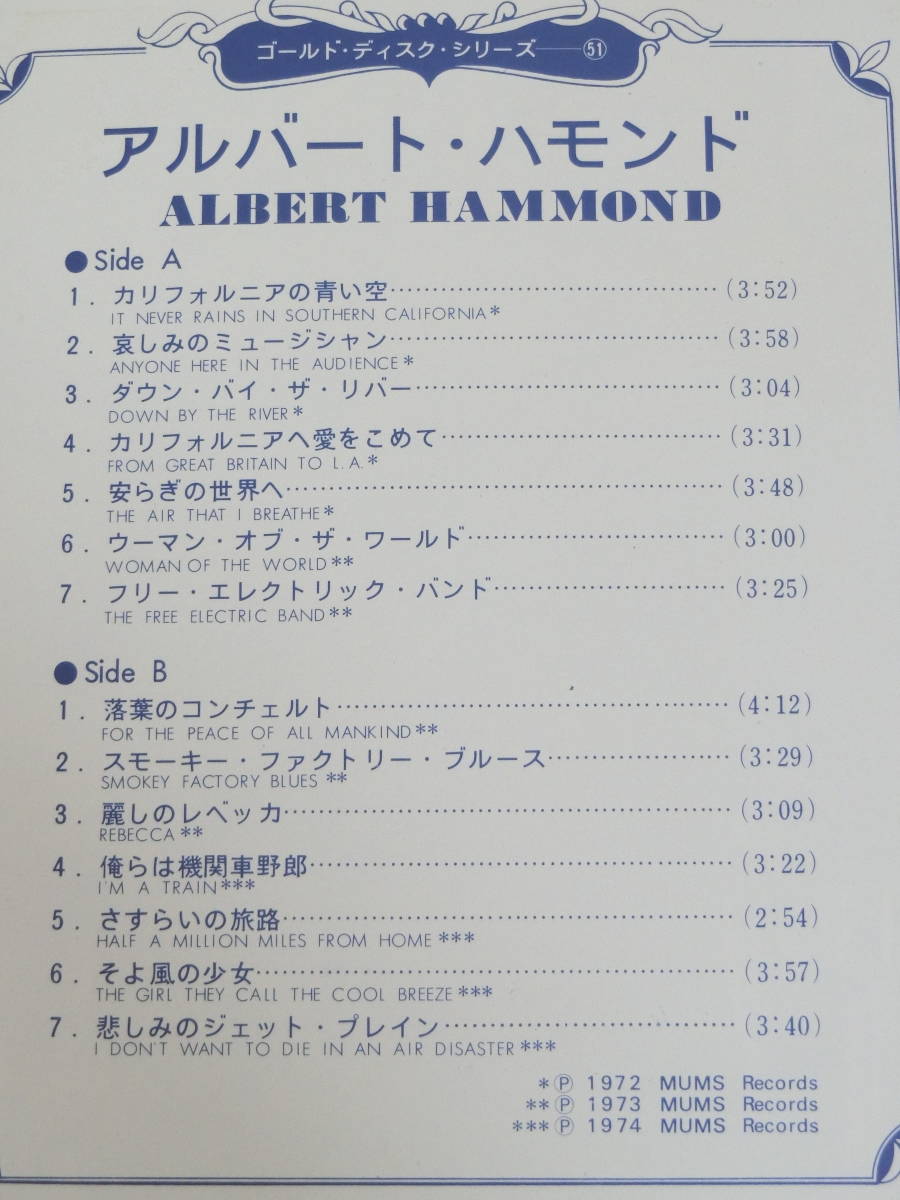 ゴールド・ディスク・シリーズ──51
アルバート・ハモンド
ALBERT HAMMOND
●Side A
1. カリフォルニアの青い空……(3:52)
IT NEVER RAINS IN SOUTHERN CALIFORNIA*
2. 哀しみのミュージシャン……(3:58)
ANYONE HERE IN THE AUDIENCE*
3. ダウン・バイ・ザ・リバー……(3:04)
DOWN BY THE RIVER*
4. カリフォルニアへ愛をこめて……(3:31)
FROM GREAT BRITAIN TO L.A.*
5. 安らぎの世界へ……(3:48)
THE AIR THAT I BREATHE*
6. ウーマン・オブ・ザ・ワールド……(3:00)
WOMAN OF THE WORLD**
7. フリー・エレクトリック・バンド……(3:25)
THE FREE ELECTRIC BAND**
●Side B
1. 落葉のコンチェルト……(4:12)
FOR THE PEACE OF ALL MANKIND**
2. スモーキー・ファクトリー・ブルース……(3:29)
SMOKEY FACTORY BLUES**
3. 麗しのレベッカ……(3:09)
REBECCA**
4. 俺らは機関車野郎……(3:22)
I'M A TRAIN***
5. さすらいの旅路……(2:54)
HALF A MILLION MILES FROM HOME***
6. そよ風の少女……(3:57)
THE GIRL THEY CALL THE COOL BREEZE***
7. 悲しみのジェット・プレイン……(3:40)
I DON'T WANT TO DIE IN AN AIR DISASTER***
*Ⓟ 1972 MUMS Records
**Ⓟ 1973 MUMS Records
***Ⓟ 1974 MUMS Records